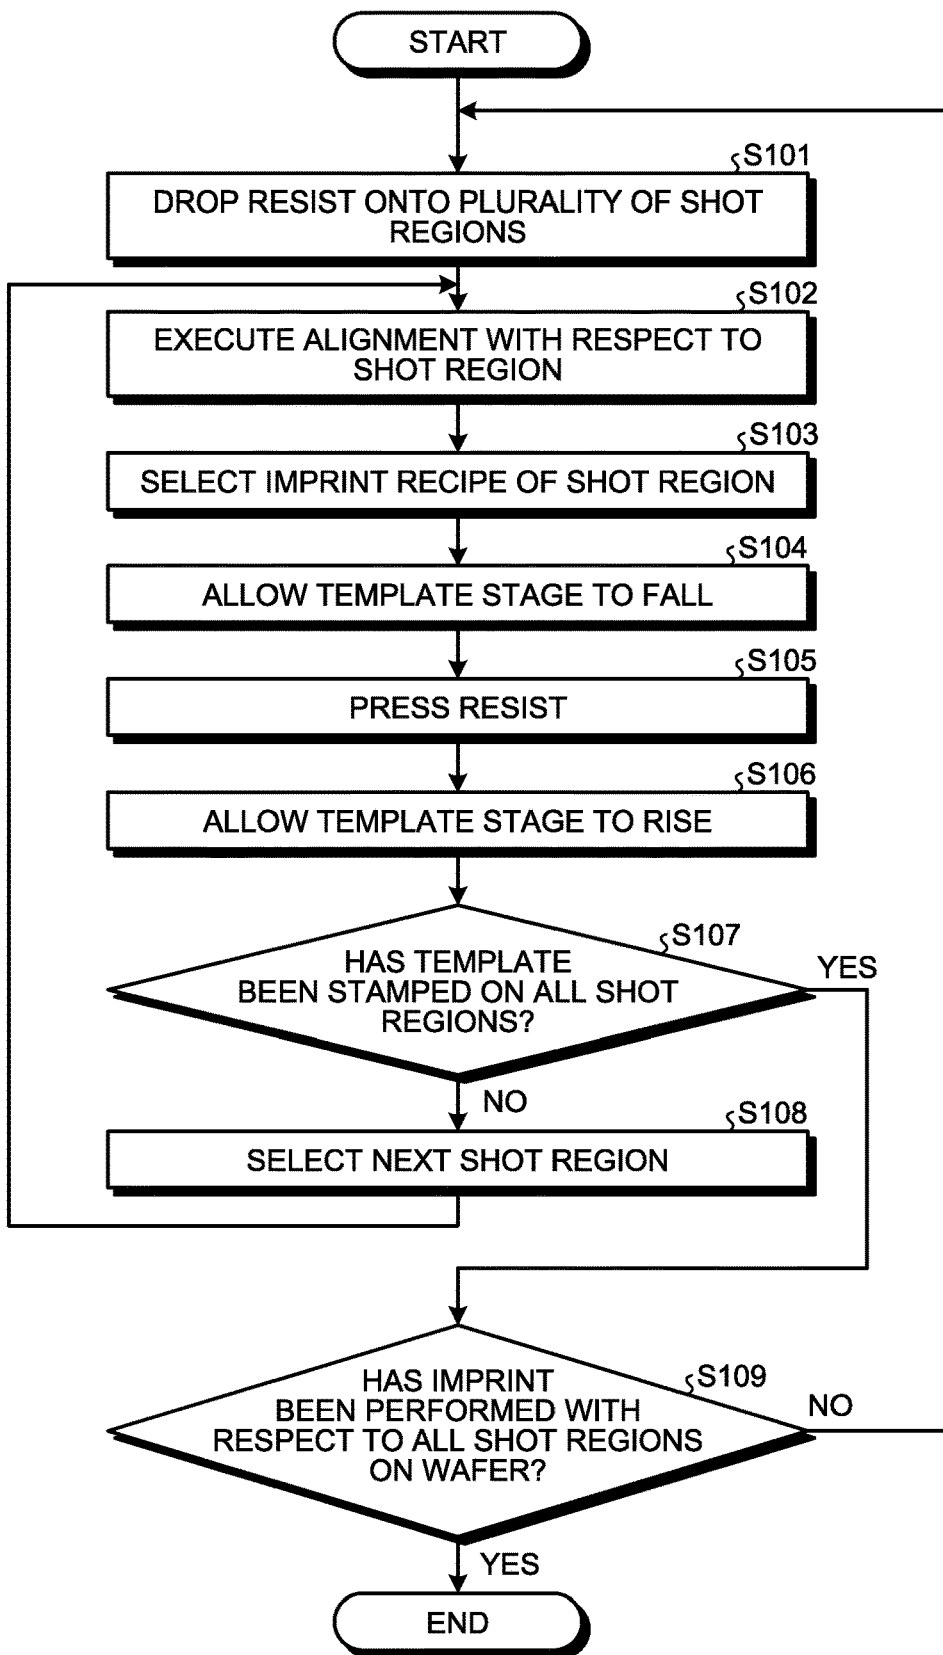 START
S101
DROP RESIST ONTO PLURALITY OF SHOT
REGIONS
S102
EXECUTE ALIGNMENT WITH RESPECT TO
SHOT REGION
S103
SELECT IMPRINT RECIPE OF SHOT REGION
S104
ALLOW TEMPLATE STAGE TO FALL
S105
PRESS RESIST
S106
ALLOW TEMPLATE STAGE TO RISE
S107
HAS TEMPLATE
BEEN STAMPED ON ALL SHOT
REGIONS?
YES
NO
S108
SELECT NEXT SHOT REGION
S109
HAS IMPRINT
BEEN PERFORMED WITH
RESPECT TO ALL SHOT REGIONS
ON WAFER?
NO
YES
END